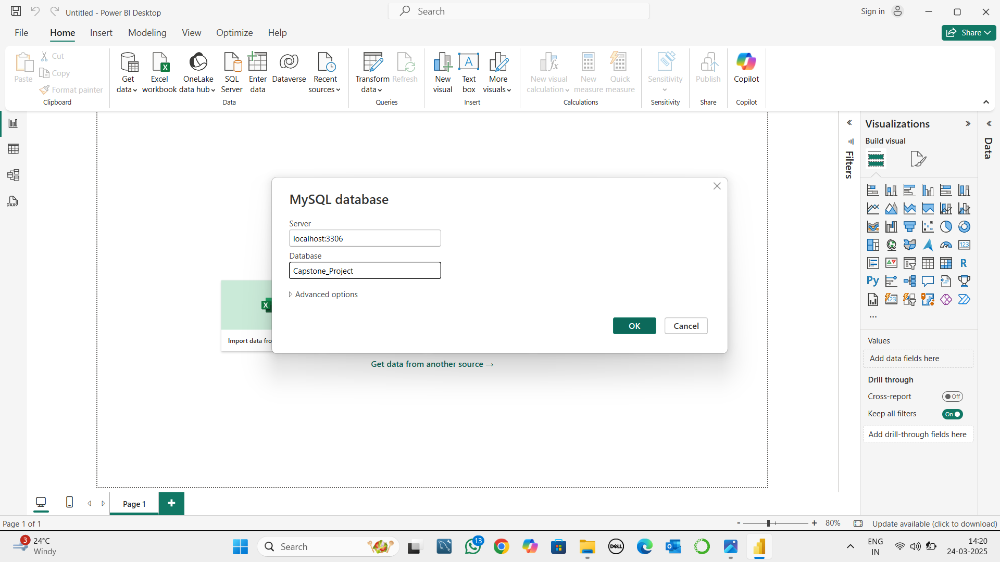 Untitled - Power BI Desktop
Search
Sign in
File
Home
Insert
Modeling
View
Optimize
Help
Share
Paste
Cut
Copy
Format painter
Clipboard
Get
data
Excel
workbook
OneLake
data hub
SQL
Server
Enter
data
Dataverse
Recent
sources
Data
Transform
data
Refresh
Queries
New
visual
Text
box
More
visuals
Insert
New visual
calculation
New
measure
Quick
measure
Calculations
Sensitivity
Sensitivity
Publish
Share
Copilot
Copilot
DAX
MySQL database
Server
localhost:3306
Database
Capstone_Project
Advanced options
OK
Cancel
Import data fro
Get data from another source →
Filters
Visualizations
Build visual
123
R
Py
123
...
Values
Add data fields here
Drill through
Cross-report
Off
Keep all filters
On
Add drill-through fields here
Data
Page 1
Page 1 of 1
- + 80%
Update available (click to download)
3
24°C
Windy
Search
13
DELL
ENG
IN
14:20
24-03-2025